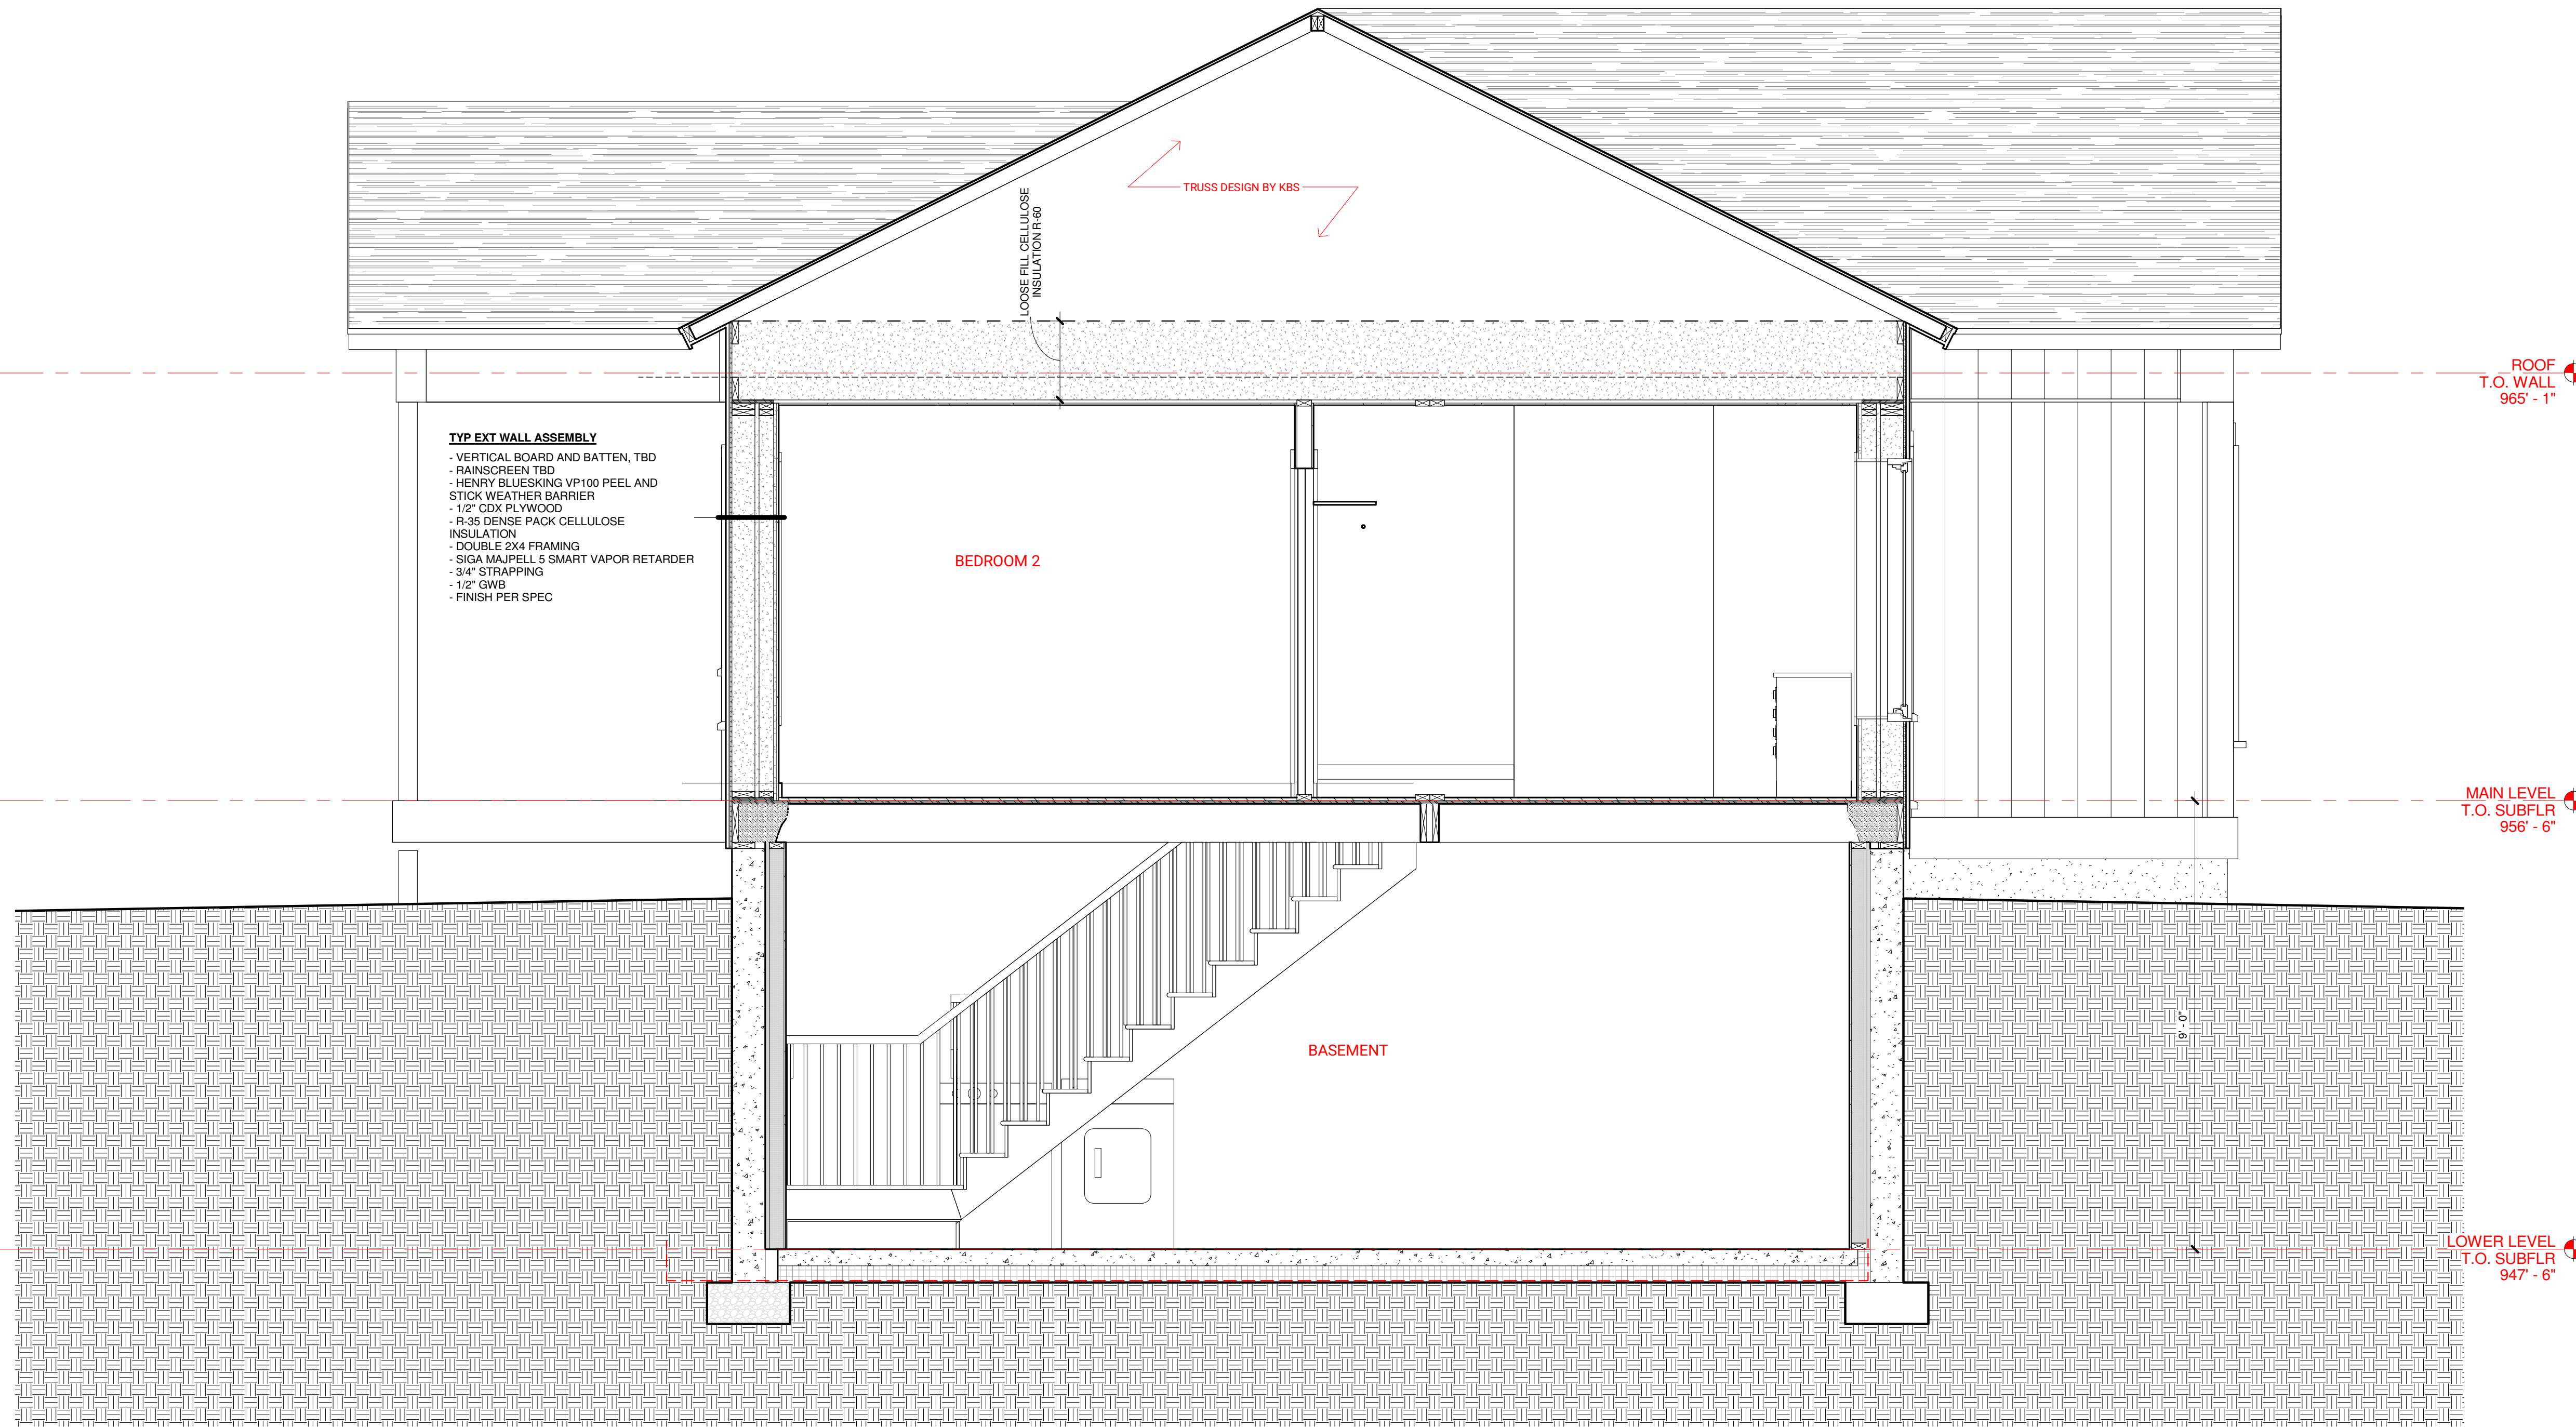 TRUSS DESIGN BY KBS
LOOSE FILL CELLULOSE
INSULATION R-60
ROOF
T.O. WALL
965' - 1"
TYP EXT WALL ASSEMBLY
- VERTICAL BOARD AND BATTEN, TBD
- RAINSCREEN TBD
- HENRY BLUESKING VP100 PEEL AND
STICK WEATHER BARRIER
- 1/2" CDX PLYWOOD
- R-35 DENSE PACK CELLULOSE
INSULATION
- DOUBLE 2X4 FRAMING
- SIGA MAJPELL 5 SMART VAPOR RETARDER
- 3/4" STRAPPING
- 1/2" GWB
- FINISH PER SPEC
BEDROOM 2
MAIN LEVEL
T.O. SUBFLR
956' - 6"
9' - 0"
BASEMENT
LOWER LEVEL
T.O. SUBFLR
947' - 6"